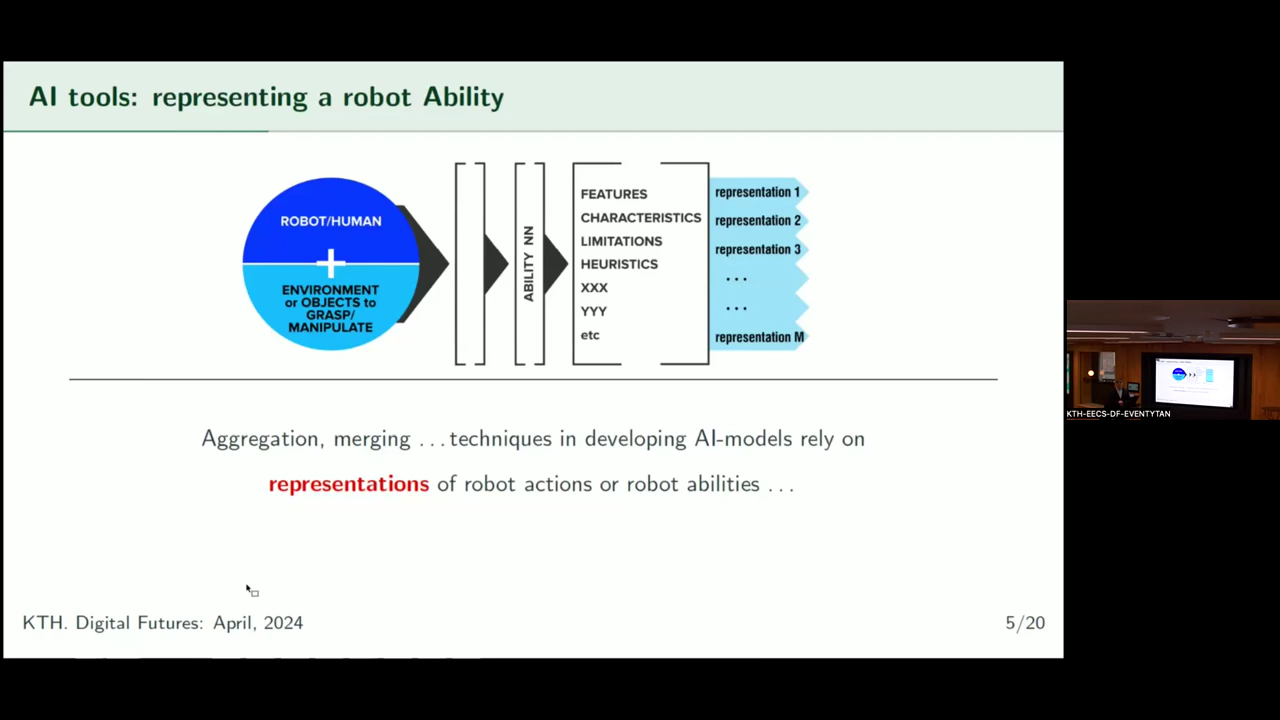 AI tools: representing a robot Ability
ROBOT/HUMAN
+
ENVIRONMENT
or OBJECTS to
GRASP/
MANIPULATE
ABILITY NN
FEATURES
CHARACTERISTICS
LIMITATIONS
HEURISTICS
XXX
YYY
etc
representation 1
representation 2
representation 3
...
...
representation M
Aggregation, merging ...techniques in developing AI-models rely on
representations of robot actions or robot abilities ...
KTH. Digital Futures: April, 2024
5/20
KTH-EECS-DF-EVENTYTAN